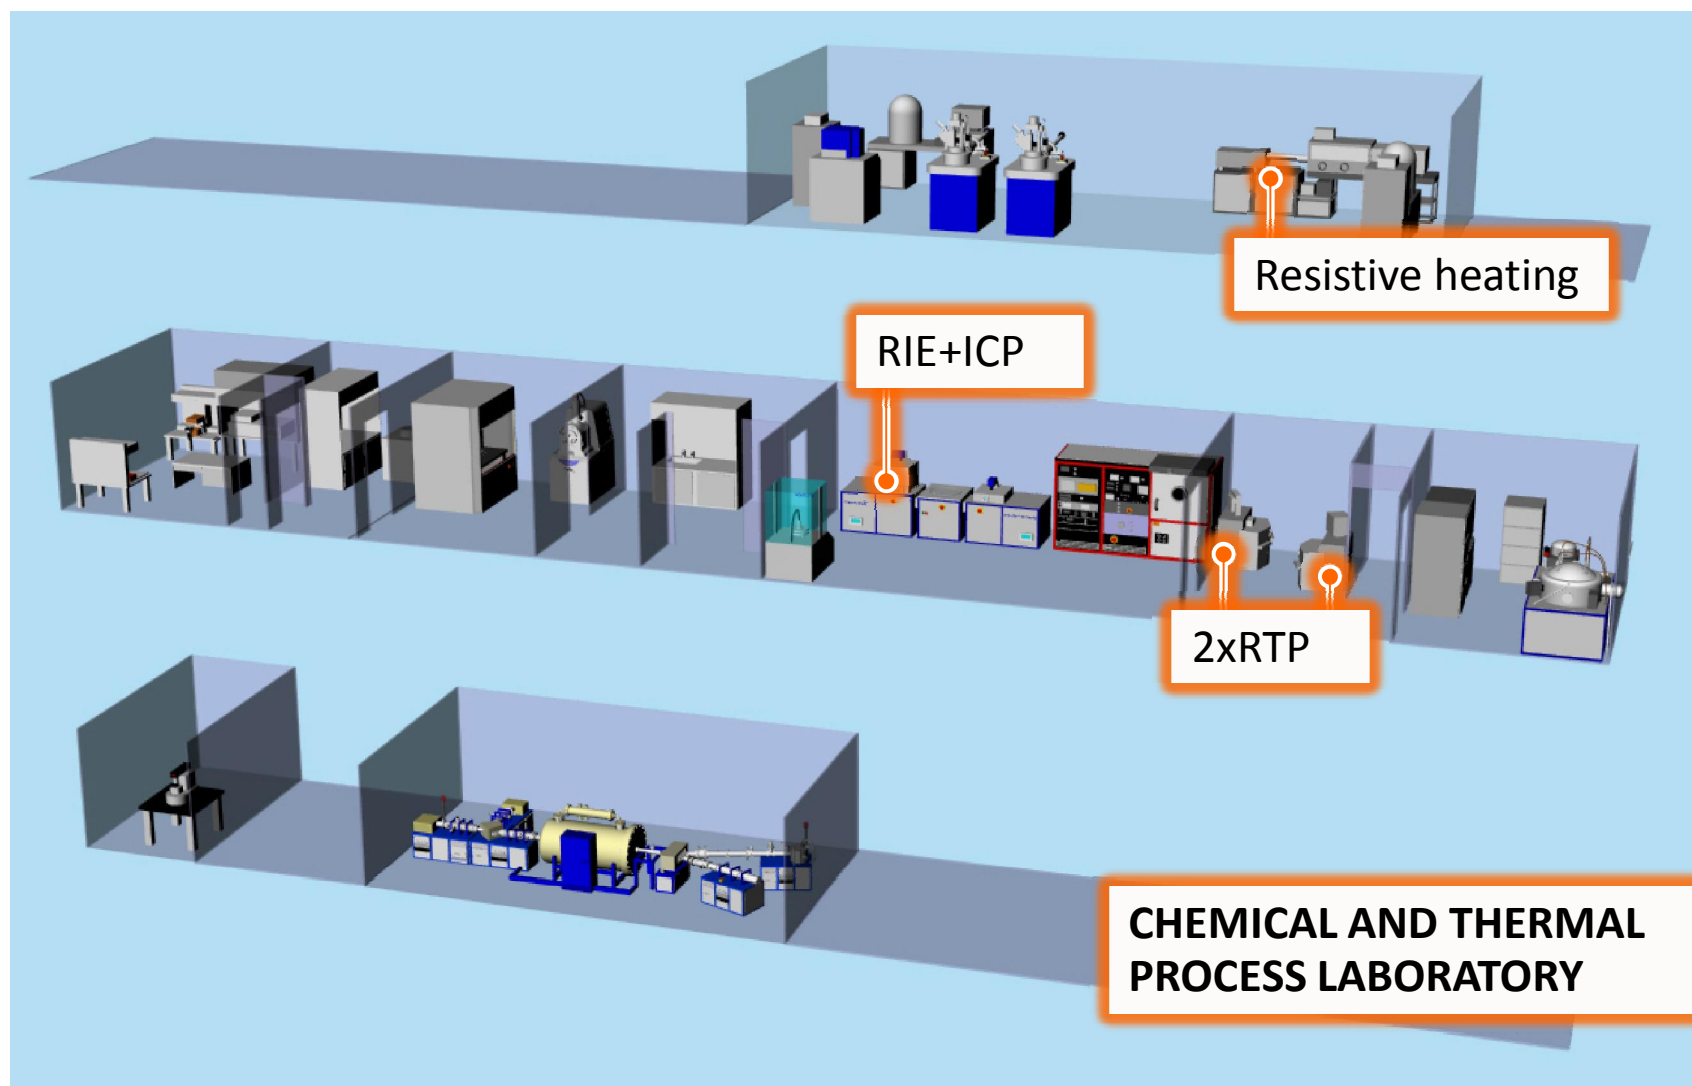 Resistive heating
RIE+ICP
2xRTP
CHEMICAL AND THERMAL
PROCESS LABORATORY